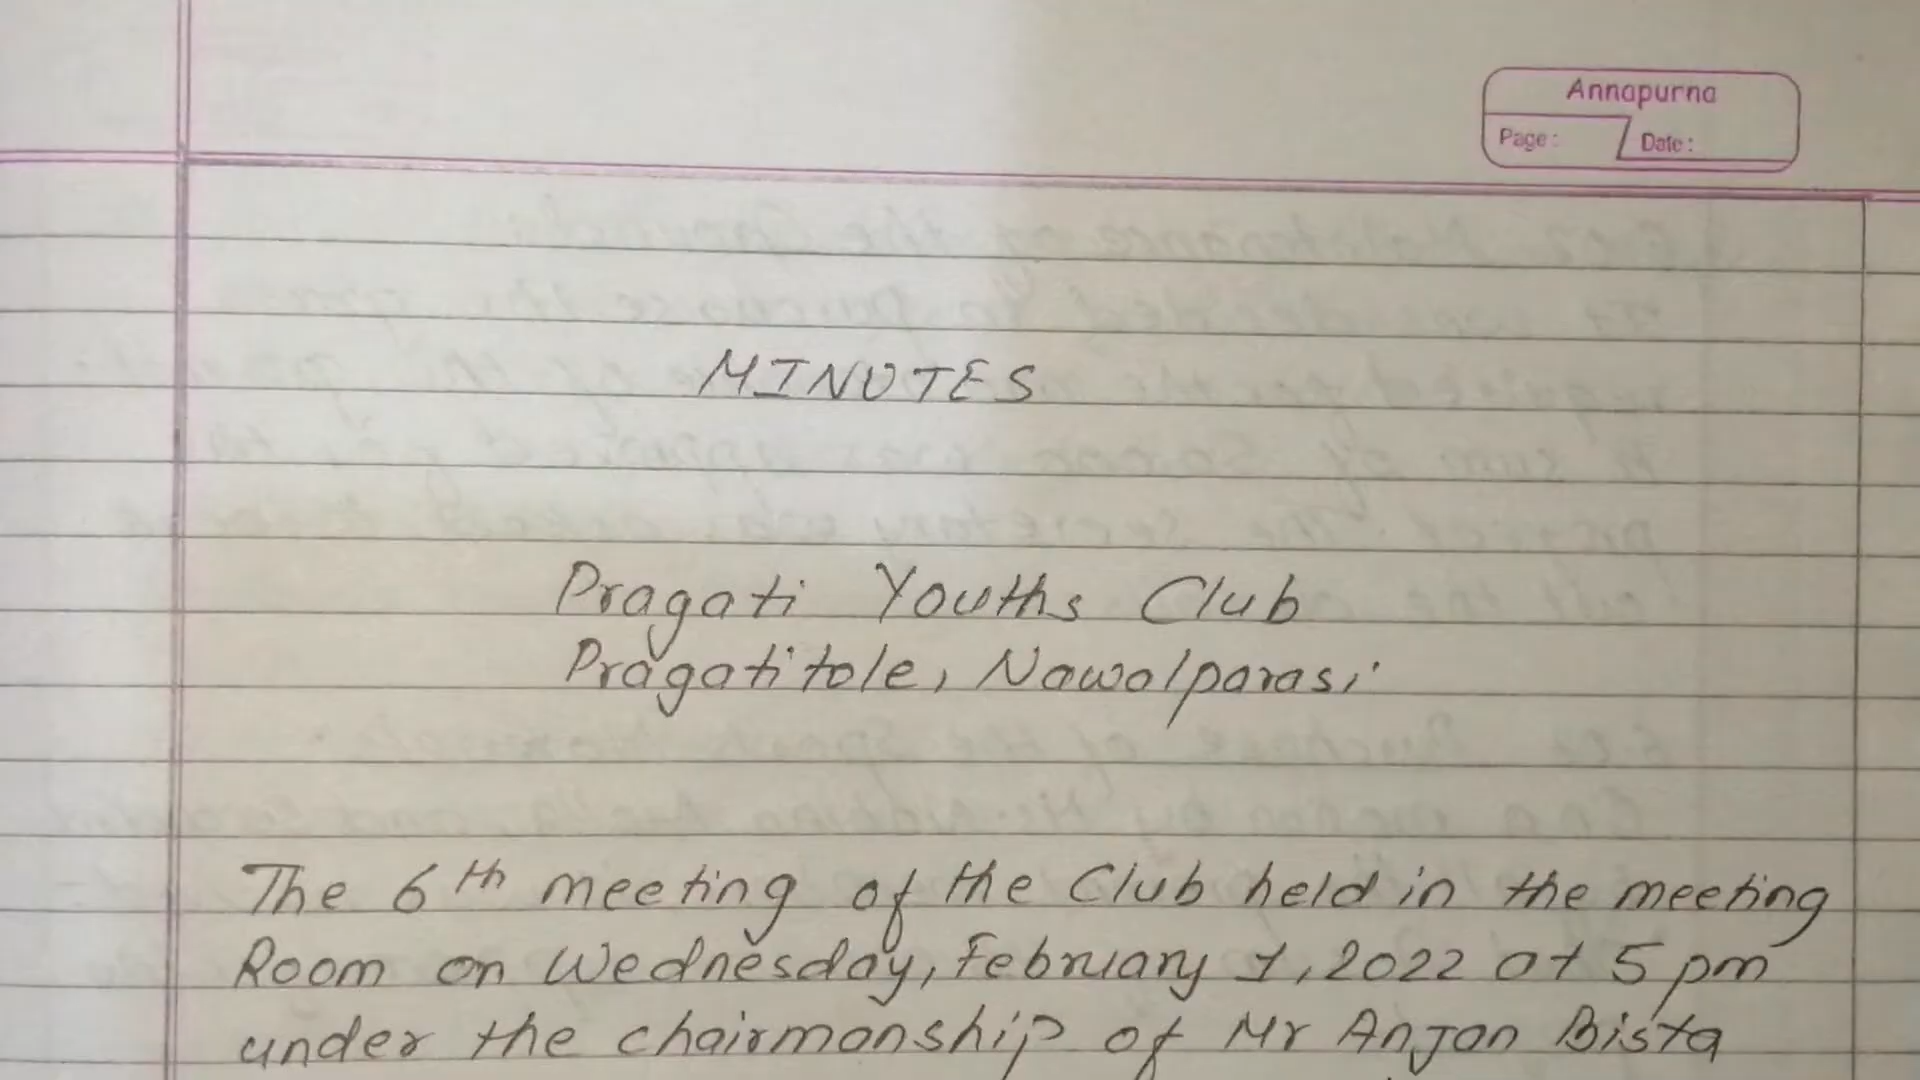 Annapurna
Page:
Date:
MINUTES
Pragati Youths Club
Pragatitole, Nawalparasi
The 6th meeting of the Club held in the meeting
Room on Wednesday, February 1, 2022 at 5 pm
under the chairmanship of Mr Anjan Bista